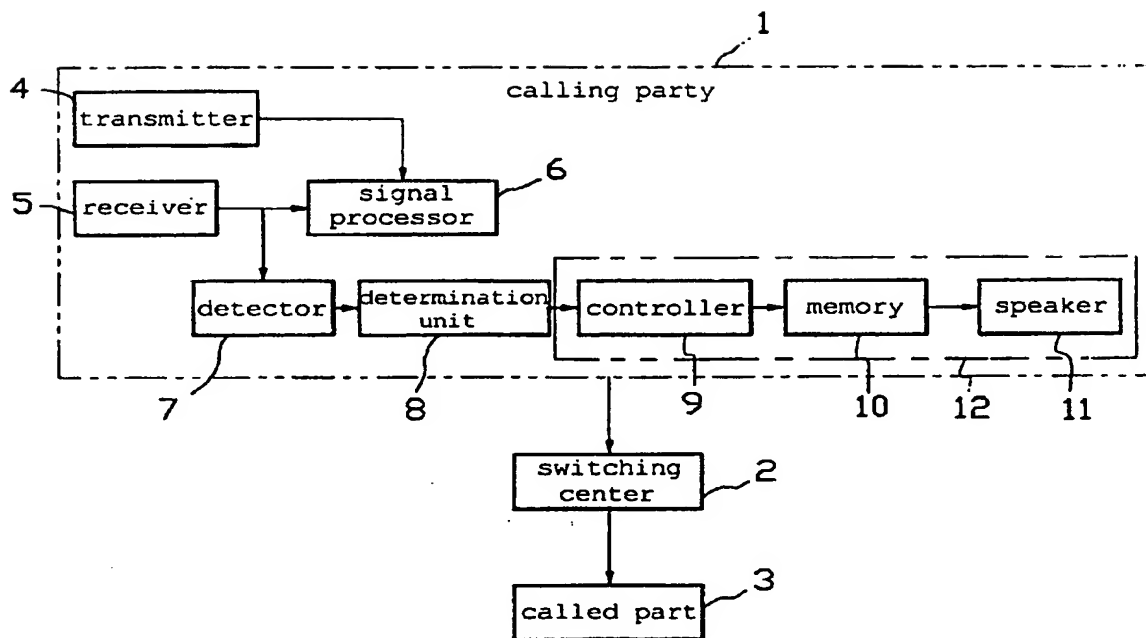 1
calling party
4
transmitter
6
signal
processor
5
receiver
detector
determination
unit
controller
memory
speaker
7
8
9
10
12
11
switching
center
2
called part
3